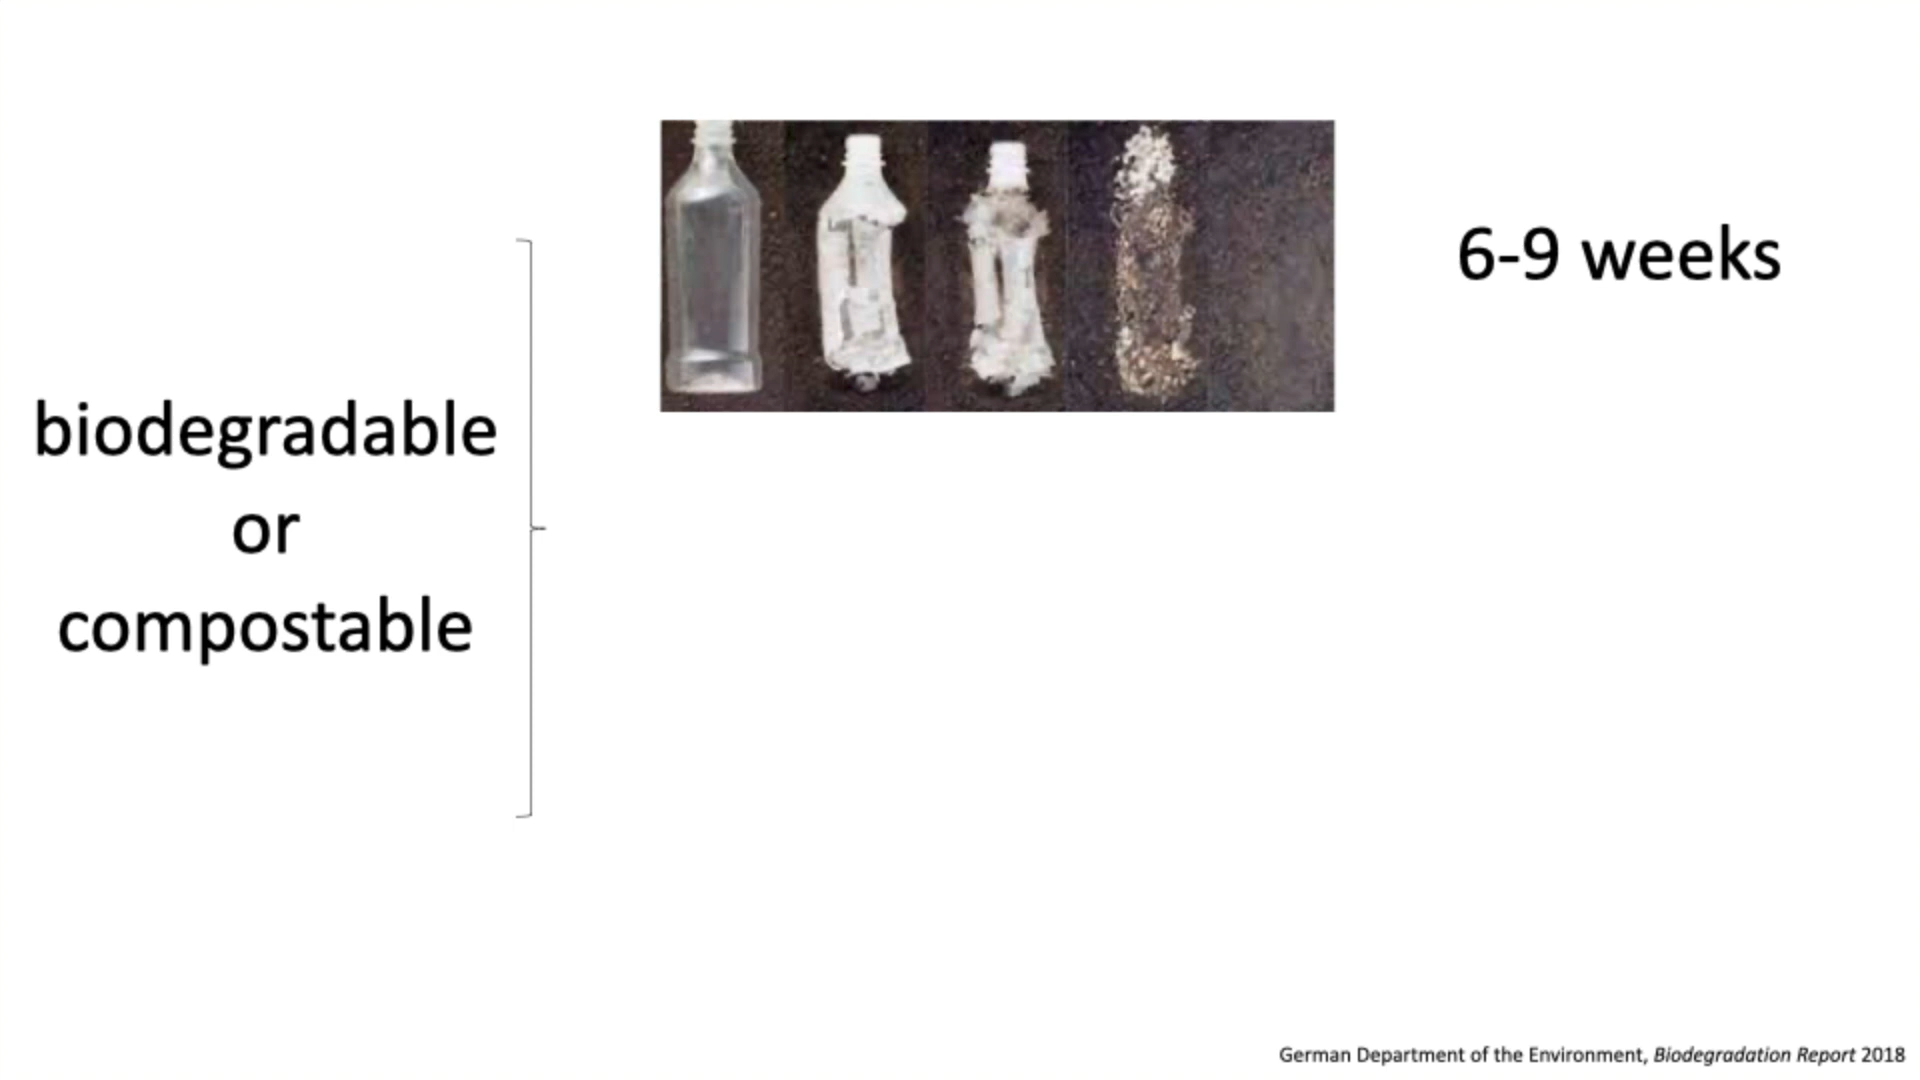 6-9 weeks
biodegradable
or
compostable
German Department of the Environment, Biodegradation Report 2018